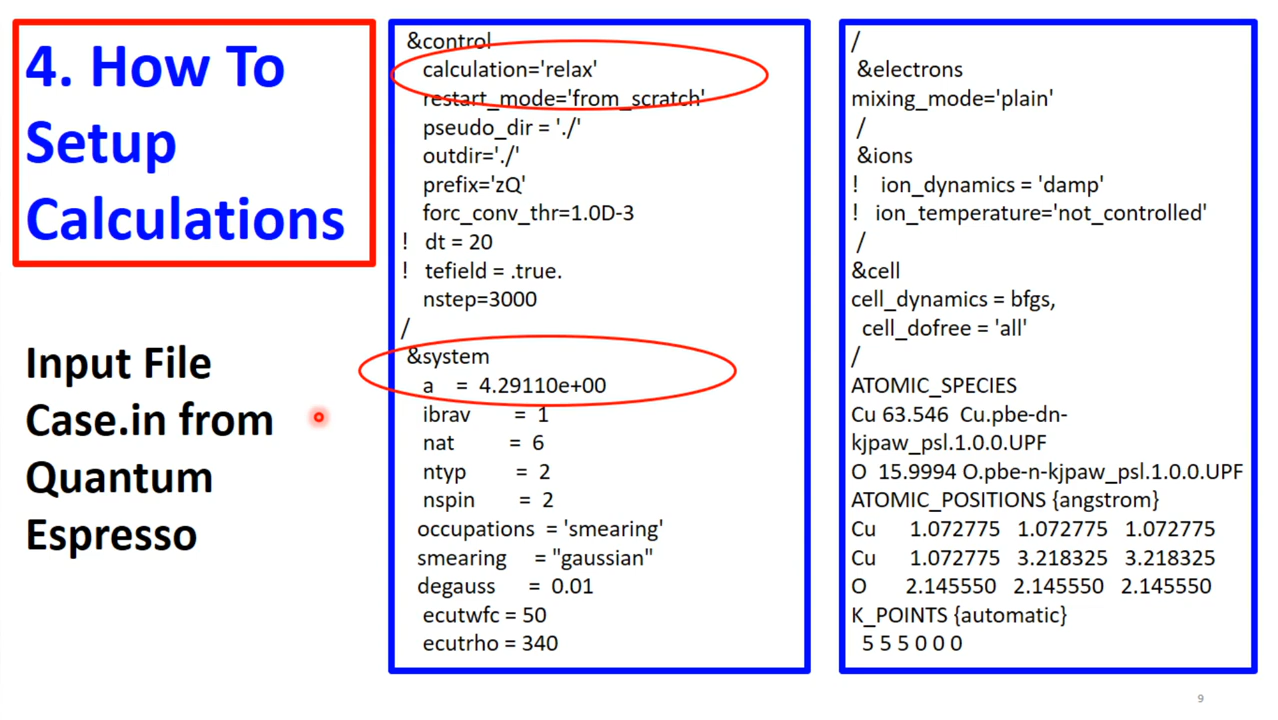 4. How To
Setup
Calculations
Input File
Case.in from
Quantum
Espresso
&control
calculation='relax'
restart_mode='from_scratch'
pseudo_dir = './'
outdir='./'
prefix='zQ'
forc_conv_thr=1.0D-3
! dt = 20
! tefield = .true.
nstep=3000
/
&system
a = 4.29110e+00
ibrav = 1
nat = 6
ntyp = 2
nspin = 2
occupations = 'smearing'
smearing = "gaussian"
degauss = 0.01
ecutwfc = 50
ecutrho = 340
/
&electrons
mixing_mode='plain'
/
&ions
! ion_dynamics = 'damp'
! ion_temperature='not_controlled'
/
&cell
cell_dynamics = bfgs,
cell_dofree = 'all'
/
ATOMIC_SPECIES
Cu 63.546 Cu.pbe-dn-
kjpaw_psl.1.0.0.UPF
O 15.9994 O.pbe-n-kjpaw_psl.1.0.0.UPF
ATOMIC_POSITIONS {angstrom}
Cu 1.072775 1.072775 1.072775
Cu 1.072775 3.218325 3.218325
O 2.145550 2.145550 2.145550
K_POINTS {automatic}
5 5 5 0 0 0
9